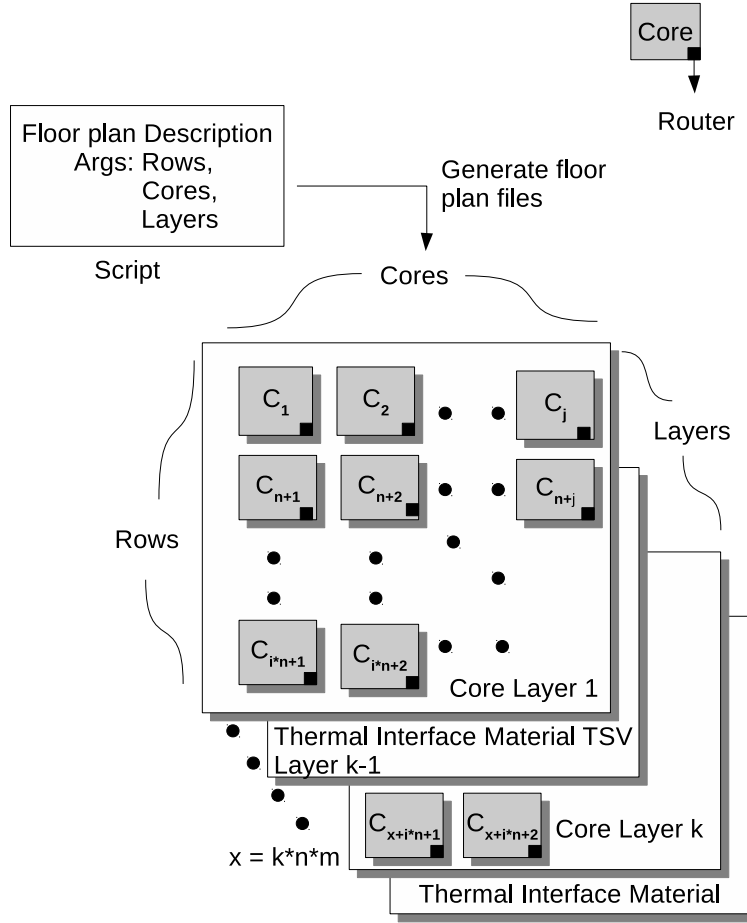 Core
Router
Floor plan Description
Args: Rows,
Cores,
Layers
Script
Generate floor
plan files
Cores
Rows
Layers
C1 C2 Cj
Cn+1 Cn+2 Cn+j
Ci*n+1 Ci*n+2
Core Layer 1
Thermal Interface Material TSV
Layer k-1
Cx+i*n+1 Cx+i*n+2 Core Layer k
x = k*n*m
Thermal Interface Material